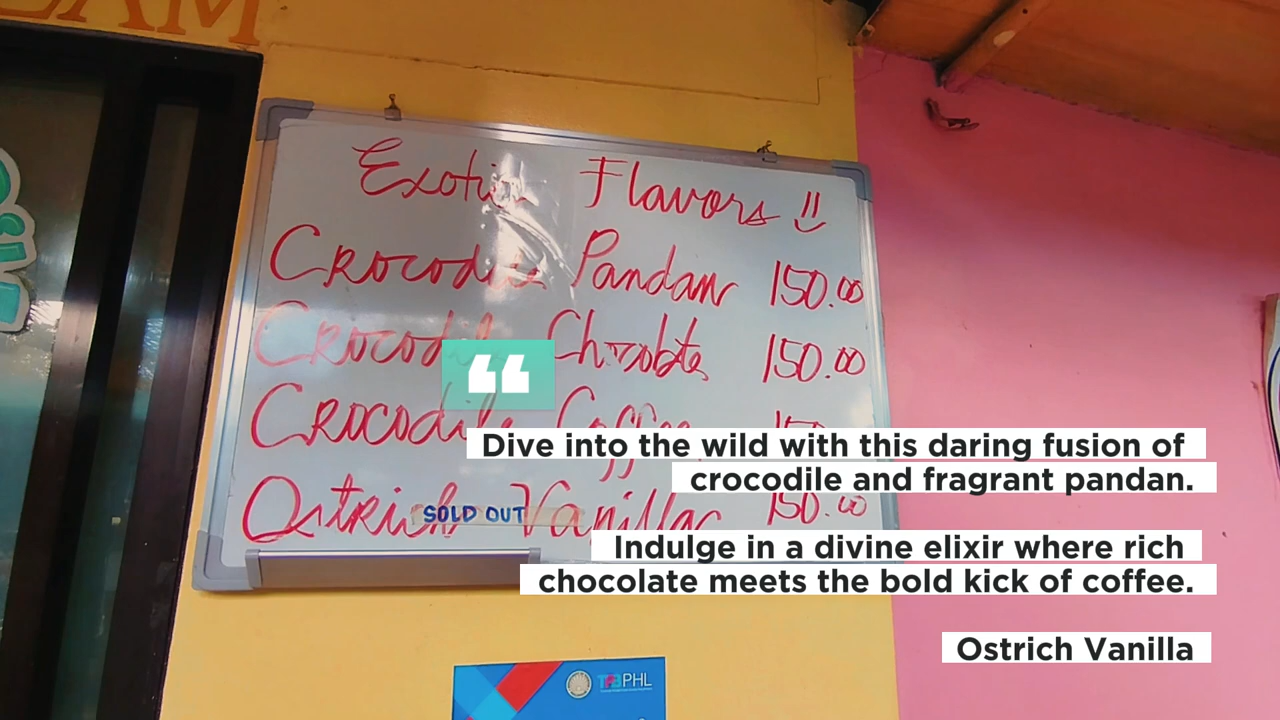 EAM
Exotic Flavors !!
Crocodile Pandan 150.00
Crocodile Chocolate 150.00
Crocodile Coffee
Ostrich Vanilla 150.00
SOLD OUT
“
Dive into the wild with this daring fusion of
crocodile and fragrant pandan.
Indulge in a divine elixir where rich
chocolate meets the bold kick of coffee.
Ostrich Vanilla
TPBPHL